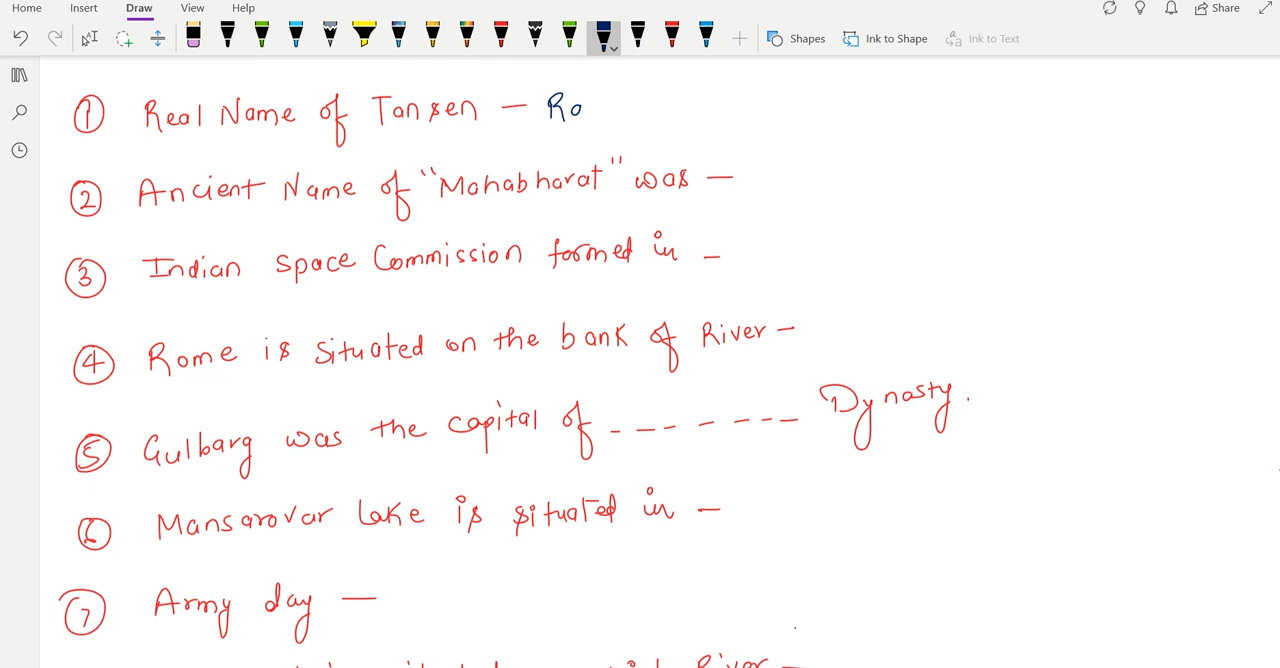 Home Insert Draw View Help
Share
Shapes Ink to Shape Ink to Text
1 Real Name of Tansen - Ra
2 Ancient Name of "Mahabharat" was -
3 Indian Space Commission formed in -
4 Rome is situated on the bank of River -
5 Gulbarg was the capital of -------- Dynasty.
6 Mansarovar Lake is situated in -
7 Army day -
River -